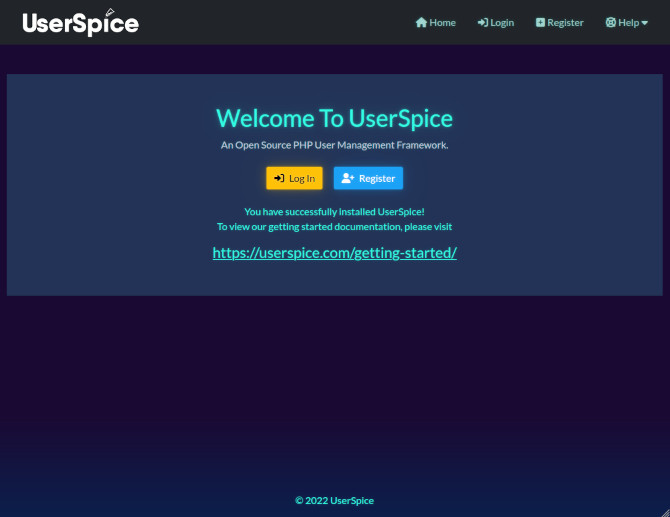 UserSpice
Home Login Register Help
Welcome To UserSpice
An Open Source PHP User Management Framework.
Log In Register
You have successfully installed UserSpice!
To view our getting started documentation, please visit
https://userspice.com/getting-started/
© 2022 UserSpice